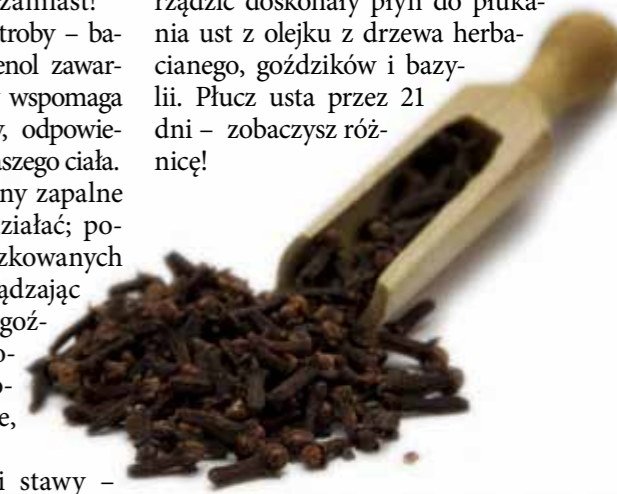 zamiast!
troby – ba-
enol zawar-
wspomaga
y, odpowie-
aszego ciała.
ny zapalne
ziałać; po-
zkowanych
ądzając
goź-
o-
o-
e,
i stawy –
rządzić doskonały płyn do płuka-
nia ust z olejku z drzewa herba-
cianego, goździków i bazy-
lii. Płucz usta przez 21
dni – zobaczysz róż-
nicę!